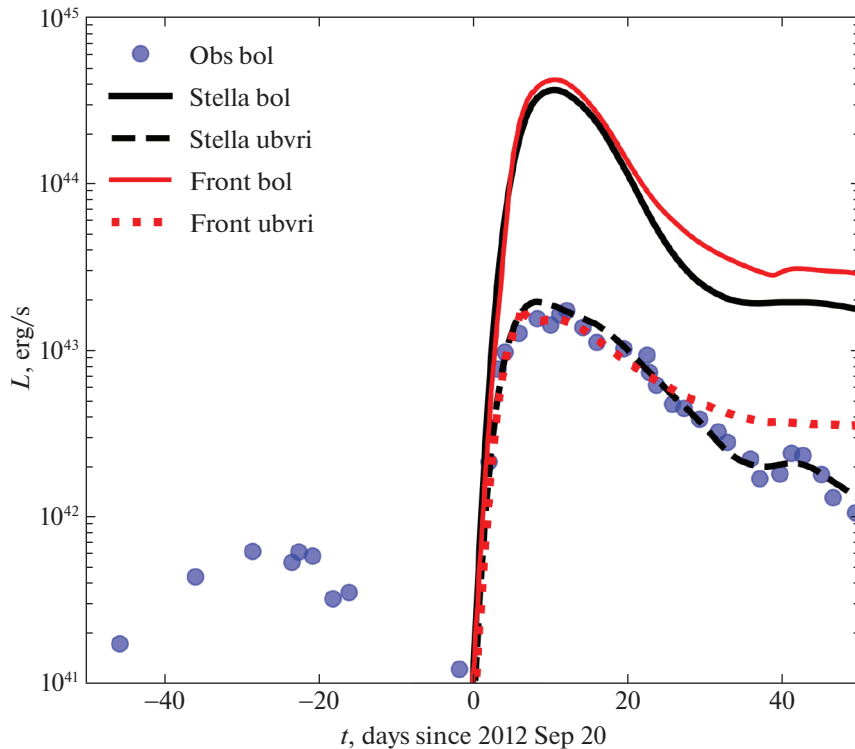 10^45
10^44
10^43
10^42
10^41
L, erg/s
Obs bol
Stella bol
Stella ubvri
Front bol
Front ubvri
−40 −20 0 20 40
t, days since 2012 Sep 20